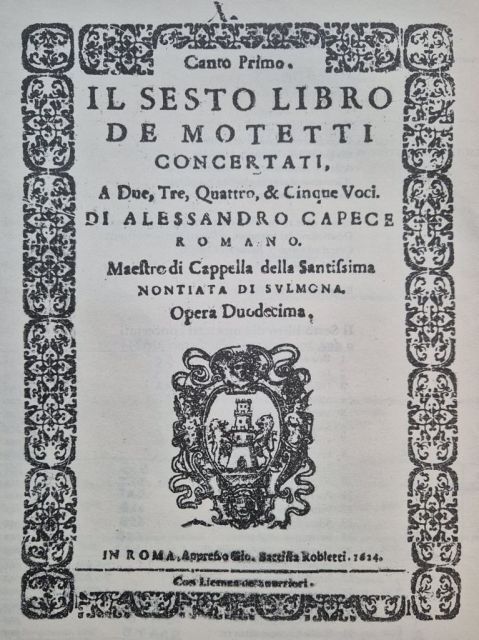 Canto Primo.
IL SESTO LIBRO
DE MOTETTI
CONCERTATI,
A Due, Tre, Quattro, & Cinque Voci.
DI ALESSANDRO CAPECE
ROMANO.
Maestro di Cappella della Santissima
NONTIATA DI SVLMONA.
Opera Duodecima.
IN ROMA, Appresso Gio. Battista Robletti. 1624.
Con Licenza de Superiori.